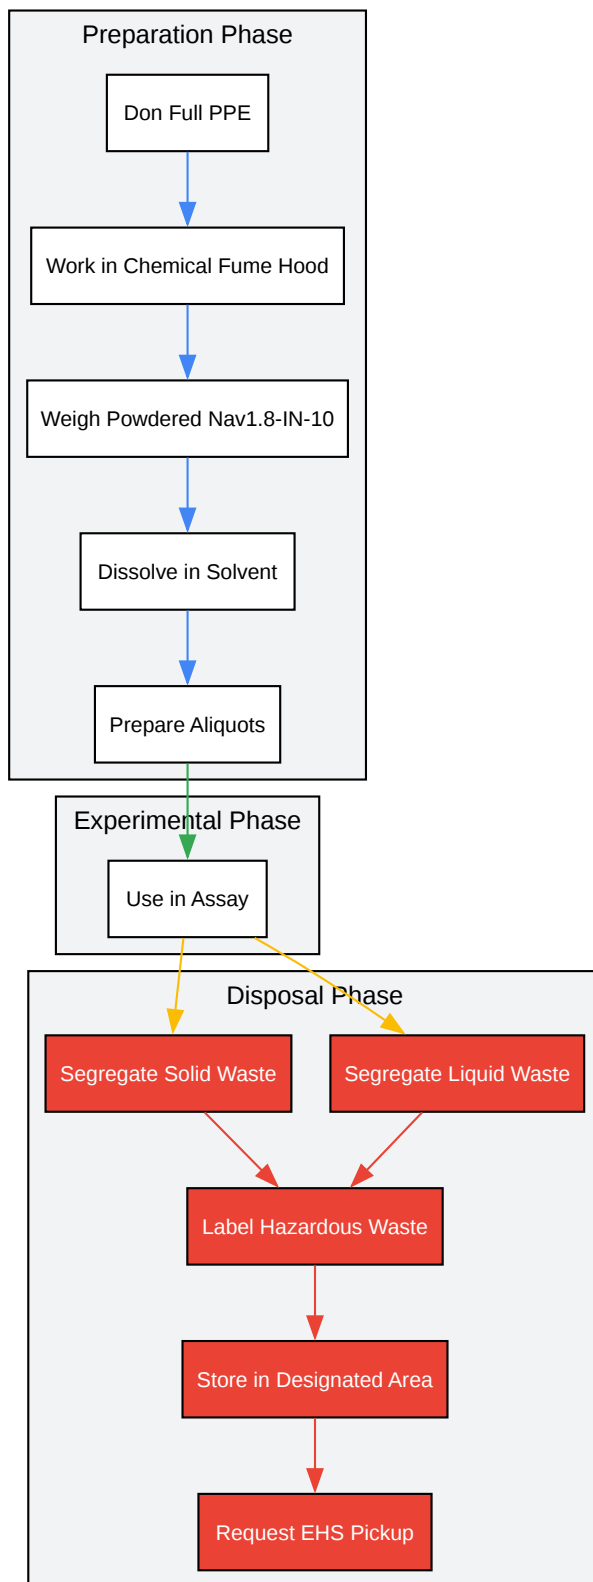 Preparation Phase
Don Full PPE
Work in Chemical Fume Hood
Weigh Powdered Nav1.8-IN-10
Dissolve in Solvent
Prepare Aliquots
Experimental Phase
Use in Assay
Disposal Phase
Segregate Solid Waste
Segregate Liquid Waste
Label Hazardous Waste
Store in Designated Area
Request EHS Pickup